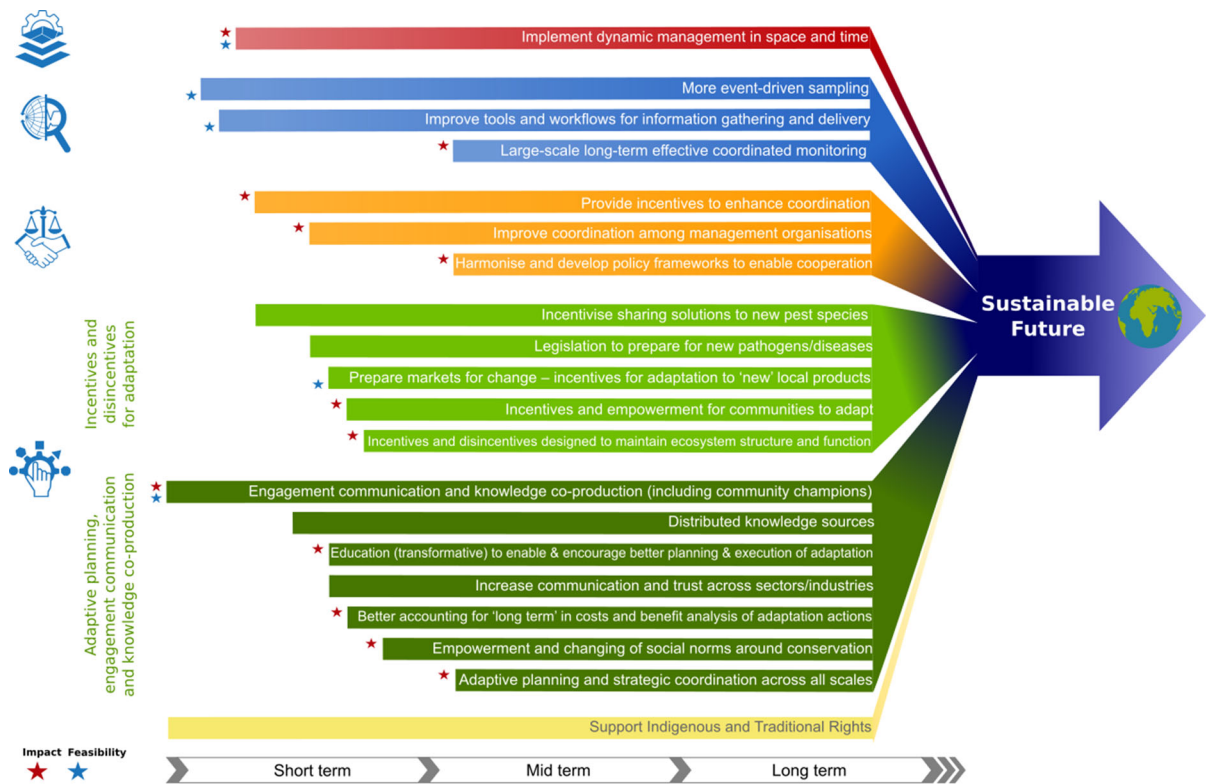 Implement dynamic management in space and time
More event-driven sampling
Improve tools and workflows for information gathering and delivery
Large-scale long-term effective coordinated monitoring
Provide incentives to enhance coordination
Improve coordination among management organisations
Harmonise and develop policy frameworks to enable cooperation
Sustainable
Future
Incentives and
disincentives
for adaptation
Incentivise sharing solutions to new pest species
Legislation to prepare for new pathogens/diseases
Prepare markets for change – incentives for adaptation to ‘new’ local products
Incentives and empowerment for communities to adapt
Incentives and disincentives designed to maintain ecosystem structure and function
Adaptive planning,
engagement communication
and knowledge co-production
Engagement communication and knowledge co-production (including community champions)
Distributed knowledge sources
Education (transformative) to enable & encourage better planning & execution of adaptation
Increase communication and trust across sectors/industries
Better accounting for ‘long term’ in costs and benefit analysis of adaptation actions
Empowerment and changing of social norms around conservation
Adaptive planning and strategic coordination across all scales
Support Indigenous and Traditional Rights
Impact Feasibility
Short term
Mid term
Long term